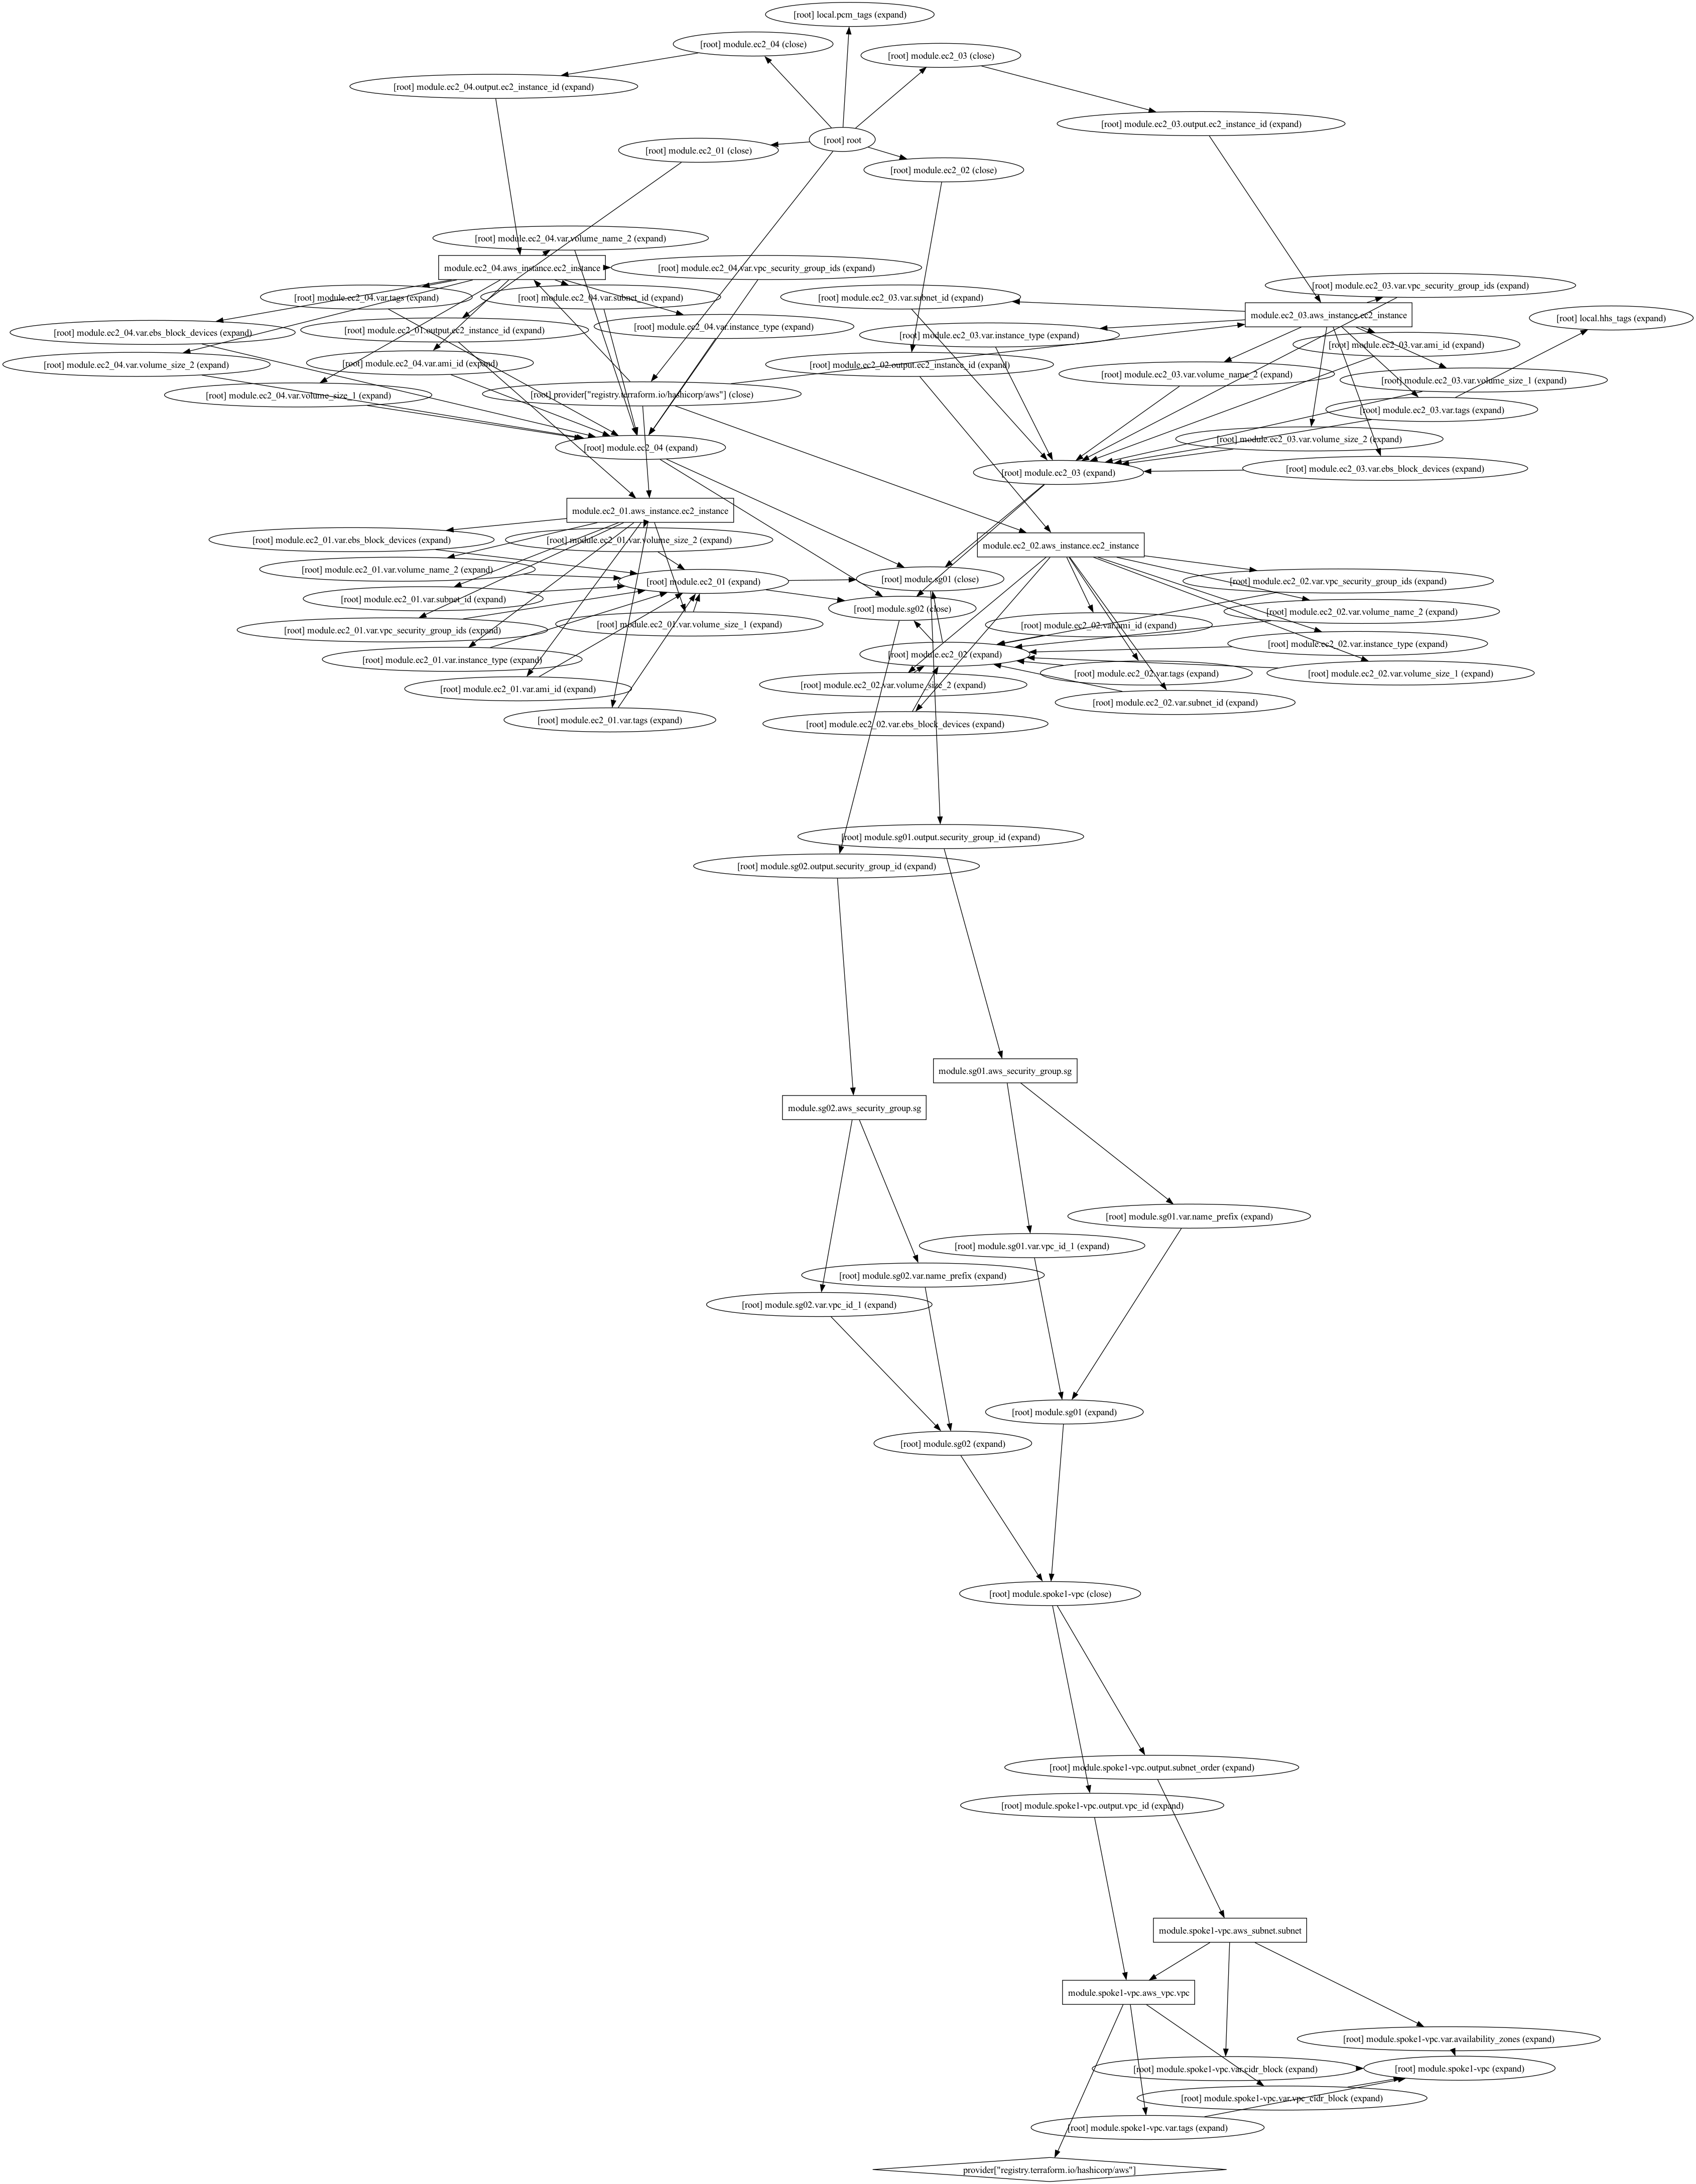 [root] local.pcm_tags (expand)
[root] module.ec2_04 (close)
[root] module.ec2_03 (close)
[root] module.ec2_04.output.ec2_instance_id (expand)
[root] module.ec2_03.output.ec2_instance_id (expand)
[root] root
[root] module.ec2_01 (close)
[root] module.ec2_02 (close)
[root] module.ec2_04.var.volume_name_2 (expand)
module.ec2_04.aws_instance.ec2_instance
[root] module.ec2_04.var.vpc_security_group_ids (expand)
[root] module.ec2_03.var.vpc_security_group_ids (expand)
[root] module.ec2_04.var.tags (expand)
[root] module.ec2_04.var.subnet_id (expand)
[root] module.ec2_03.var.subnet_id (expand)
module.ec2_03.aws_instance.ec2_instance
[root] local.hhs_tags (expand)
[root] module.ec2_04.var.ebs_block_devices (expand)
[root] module.ec2_01.output.ec2_instance_id (expand)
[root] module.ec2_04.var.instance_type (expand)
[root] module.ec2_03.var.instance_type (expand)
[root] module.ec2_03.var.ami_id (expand)
[root] module.ec2_04.var.volume_size_2 (expand)
[root] module.ec2_04.var.ami_id (expand)
[root] module.ec2_02.output.ec2_instance_id (expand)
[root] module.ec2_03.var.volume_name_2 (expand)
[root] module.ec2_03.var.volume_size_1 (expand)
[root] module.ec2_04.var.volume_size_1 (expand)
[root] provider["registry.terraform.io/hashicorp/aws"] (close)
[root] module.ec2_03.var.tags (expand)
[root] module.ec2_04 (expand)
[root] module.ec2_03.var.volume_size_2 (expand)
[root] module.ec2_03 (expand)
[root] module.ec2_03.var.ebs_block_devices (expand)
module.ec2_01.aws_instance.ec2_instance
[root] module.ec2_01.var.ebs_block_devices (expand)
[root] module.ec2_01.var.volume_size_2 (expand)
module.ec2_02.aws_instance.ec2_instance
[root] module.ec2_01.var.volume_name_2 (expand)
[root] module.ec2_01 (expand)
[root] module.sg01 (close)
[root] module.ec2_02.var.vpc_security_group_ids (expand)
[root] module.ec2_01.var.subnet_id (expand)
[root] module.sg02 (close)
[root] module.ec2_02.var.volume_name_2 (expand)
[root] module.ec2_01.var.vpc_security_group_ids (expand)
[root] module.ec2_01.var.volume_size_1 (expand)
[root] module.ec2_02.var.ami_id (expand)
[root] module.ec2_02.var.instance_type (expand)
[root] module.ec2_01.var.instance_type (expand)
[root] module.ec2_02 (expand)
[root] module.ec2_02.var.tags (expand)
[root] module.ec2_02.var.volume_size_1 (expand)
[root] module.ec2_01.var.ami_id (expand)
[root] module.ec2_02.var.volume_size_2 (expand)
[root] module.ec2_02.var.subnet_id (expand)
[root] module.ec2_01.var.tags (expand)
[root] module.ec2_02.var.ebs_block_devices (expand)
[root] module.sg01.output.security_group_id (expand)
[root] module.sg02.output.security_group_id (expand)
module.sg01.aws_security_group.sg
module.sg02.aws_security_group.sg
[root] module.sg01.var.name_prefix (expand)
[root] module.sg01.var.vpc_id_1 (expand)
[root] module.sg02.var.name_prefix (expand)
[root] module.sg02.var.vpc_id_1 (expand)
[root] module.sg01 (expand)
[root] module.sg02 (expand)
[root] module.spoke1-vpc (close)
[root] module.spoke1-vpc.output.subnet_order (expand)
[root] module.spoke1-vpc.output.vpc_id (expand)
module.spoke1-vpc.aws_subnet.subnet
module.spoke1-vpc.aws_vpc.vpc
[root] module.spoke1-vpc.var.availability_zones (expand)
[root] module.spoke1-vpc.var.cidr_block (expand)
[root] module.spoke1-vpc (expand)
[root] module.spoke1-vpc.var.vpc_cidr_block (expand)
[root] module.spoke1-vpc.var.tags (expand)
provider["registry.terraform.io/hashicorp/aws"]